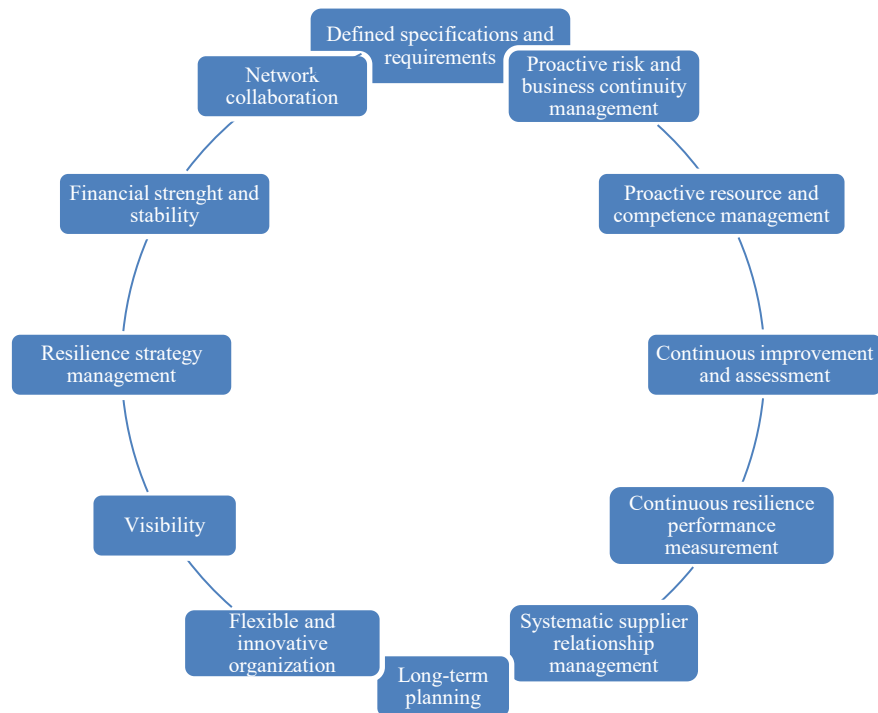 Defined specifications and
requirements
Proactive risk and
business continuity
management
Proactive resource and
competence management
Continuous improvement
and assessment
Continuous resilience
performance
measurement
Systematic supplier
relationship
management
Long-term
planning
Flexible and
innovative
organization
Visibility
Resilience strategy
management
Financial strenght and
stability
Network
collaboration